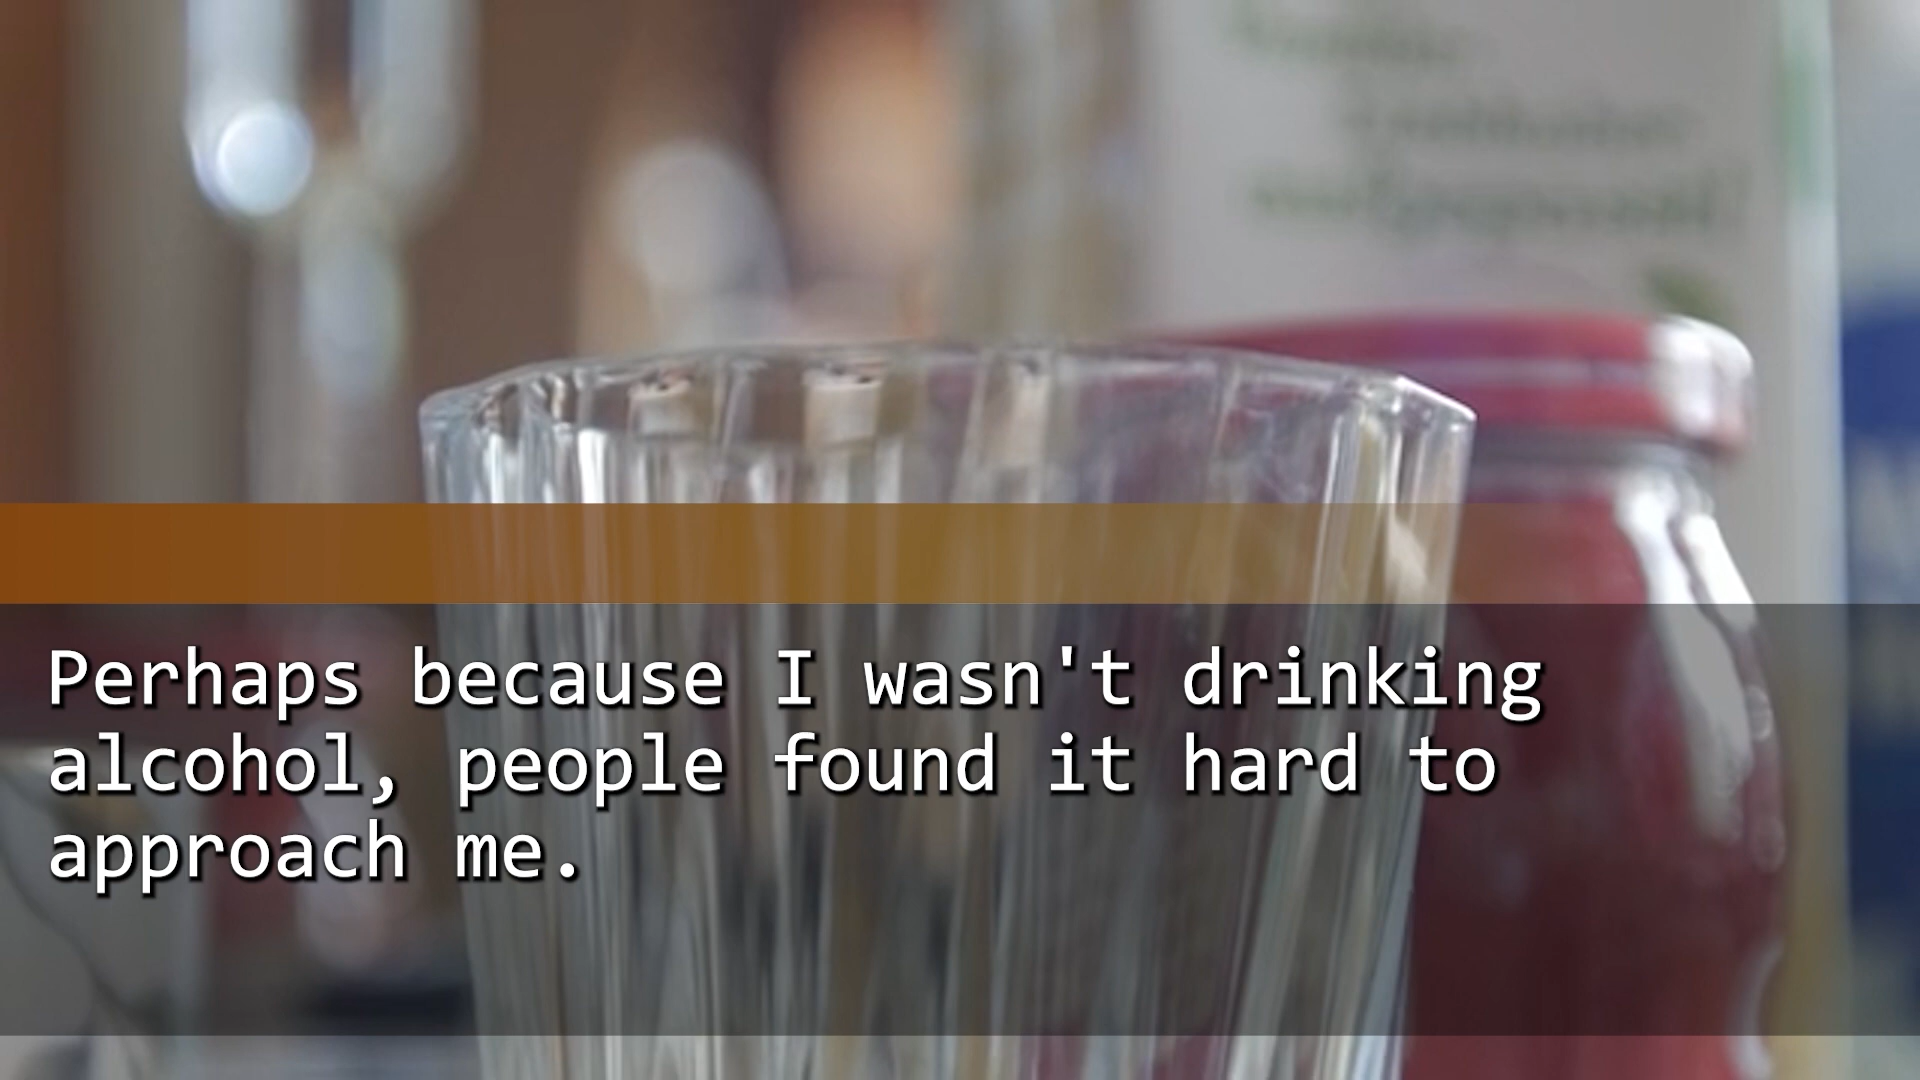 Perhaps because I wasn't drinking
alcohol, people found it hard to
approach me.